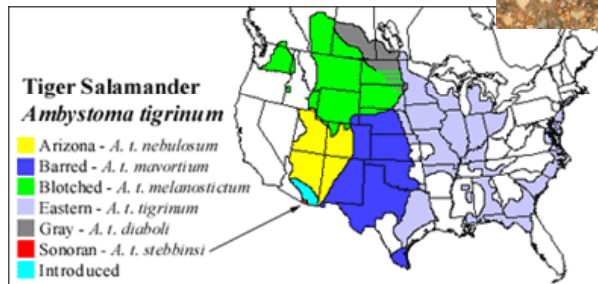 Tiger Salamander
Ambystoma tigrinum
Arizona - A. t. nebulosum
Barred - A. t. mavortium
Blotched - A. t. melanostictum
Eastern - A. t. tigrinum
Gray - A. t. diaboli
Sonoran - A. t. stebbinsi
Introduced